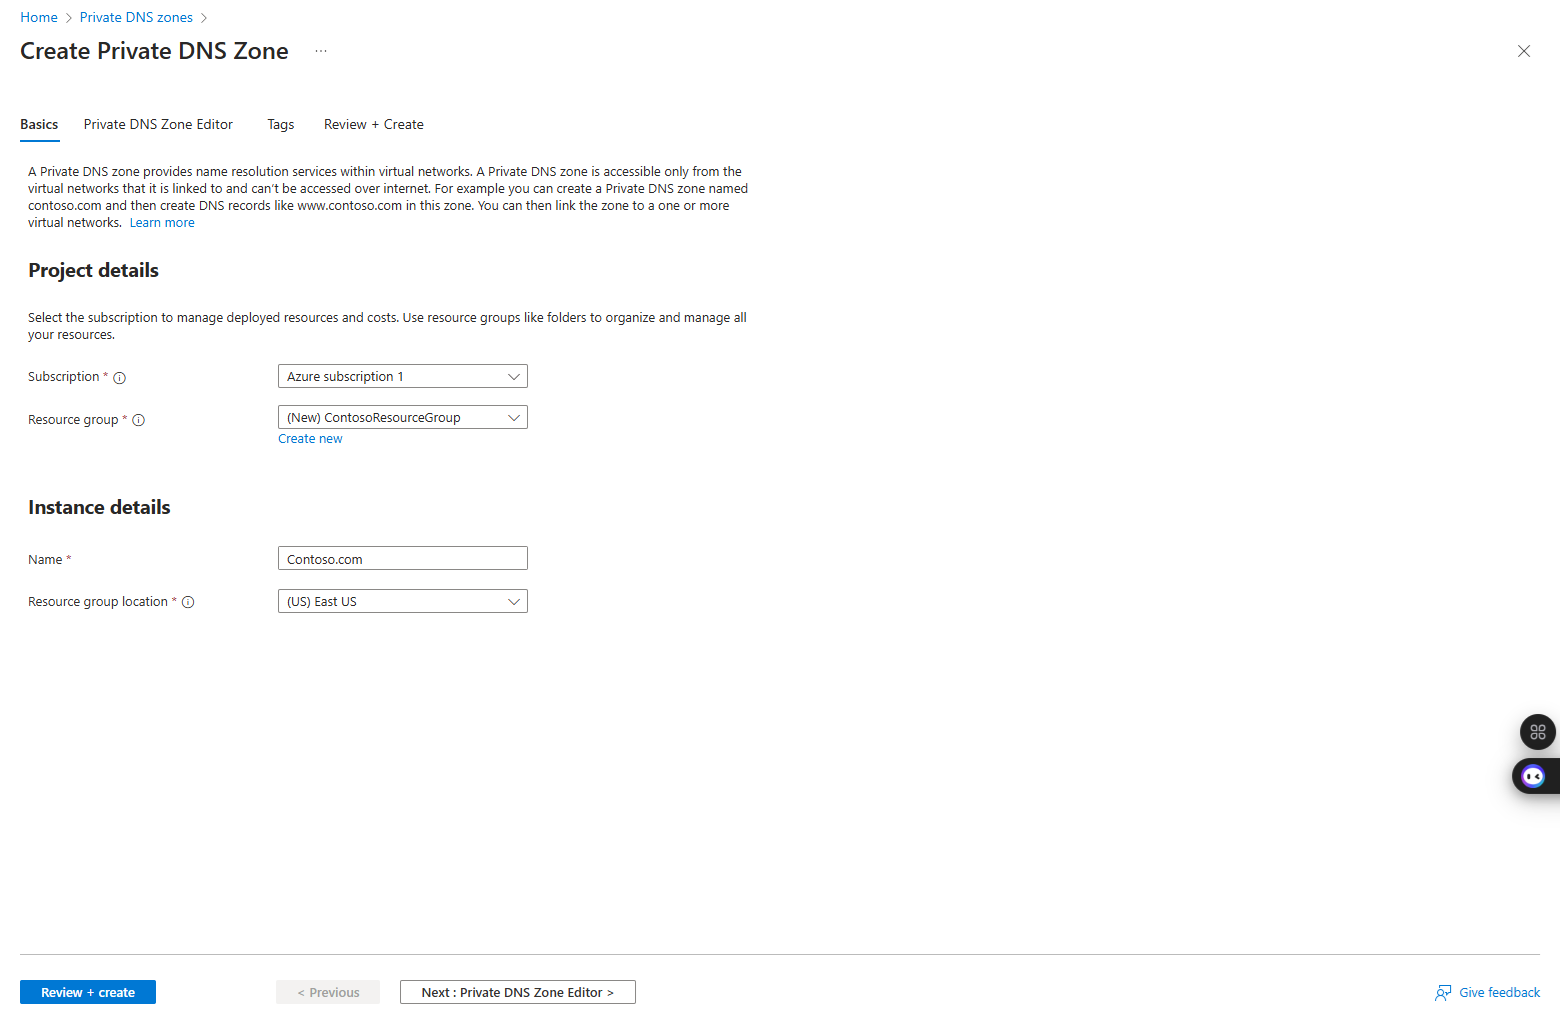 Home > Private DNS zones >
Create Private DNS Zone ...
Basics Private DNS Zone Editor Tags Review + Create
A Private DNS zone provides name resolution services within virtual networks. A Private DNS zone is accessible only from the
virtual networks that it is linked to and can't be accessed over internet. For example you can create a Private DNS zone named
contoso.com and then create DNS records like www.contoso.com in this zone. You can then link the zone to a one or more
virtual networks. Learn more
Project details
Select the subscription to manage deployed resources and costs. Use resource groups like folders to organize and manage all
your resources.
Subscription * Azure subscription 1
Resource group * (New) ContosoResourceGroup
Create new
Instance details
Name * Contoso.com
Resource group location * (US) East US
Review + create < Previous Next : Private DNS Zone Editor > Give feedback